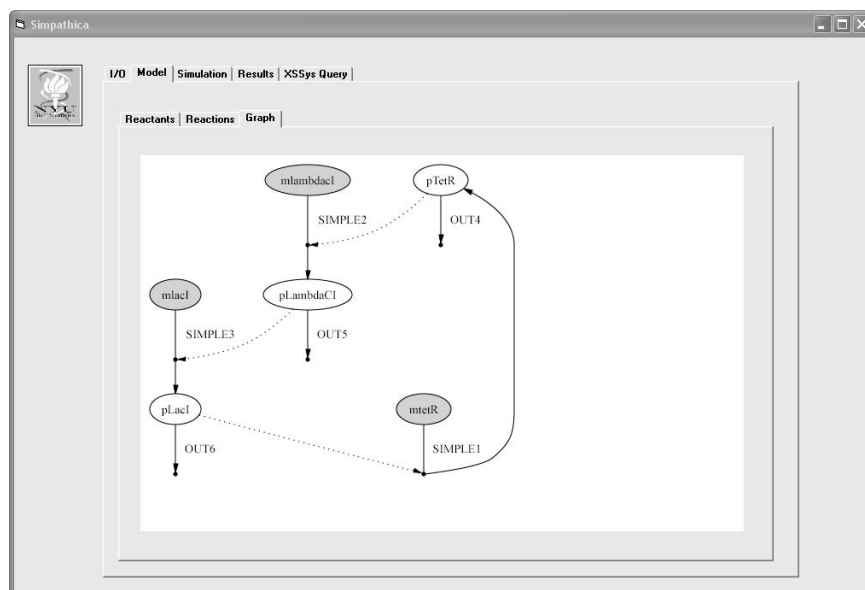 Simpathica
I/O Model Simulation Results XSSys Query
NYU
Reactants Reactions Graph
mlambdacI pTetR
SIMPLE2 OUT4
mlacI pLambdaCI
SIMPLE3 OUT5
pLacI mtetR
OUT6 SIMPLE1